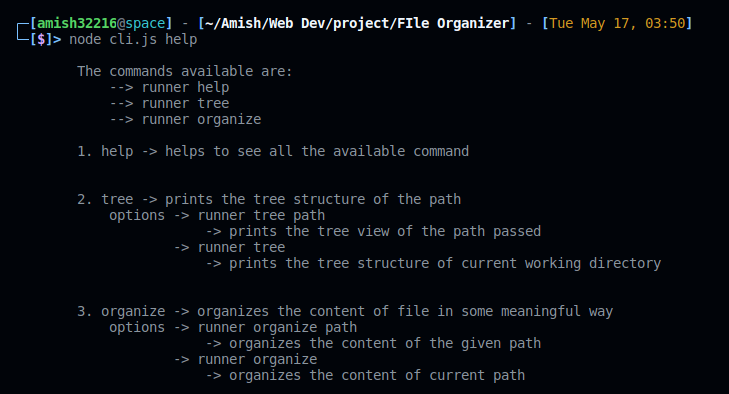 [amish32216@space] - [~/Amish/Web Dev/project/FIle Organizer] - [Tue May 17, 03:50]
[$]> node cli.js help
The commands available are:
--> runner help
--> runner tree
--> runner organize
1. help -> helps to see all the available command
2. tree -> prints the tree structure of the path
options -> runner tree path
-> prints the tree view of the path passed
-> runner tree
-> prints the tree structure of current working directory
3. organize -> organizes the content of file in some meaningful way
options -> runner organize path
-> organizes the content of the given path
-> runner organize
-> organizes the content of current path